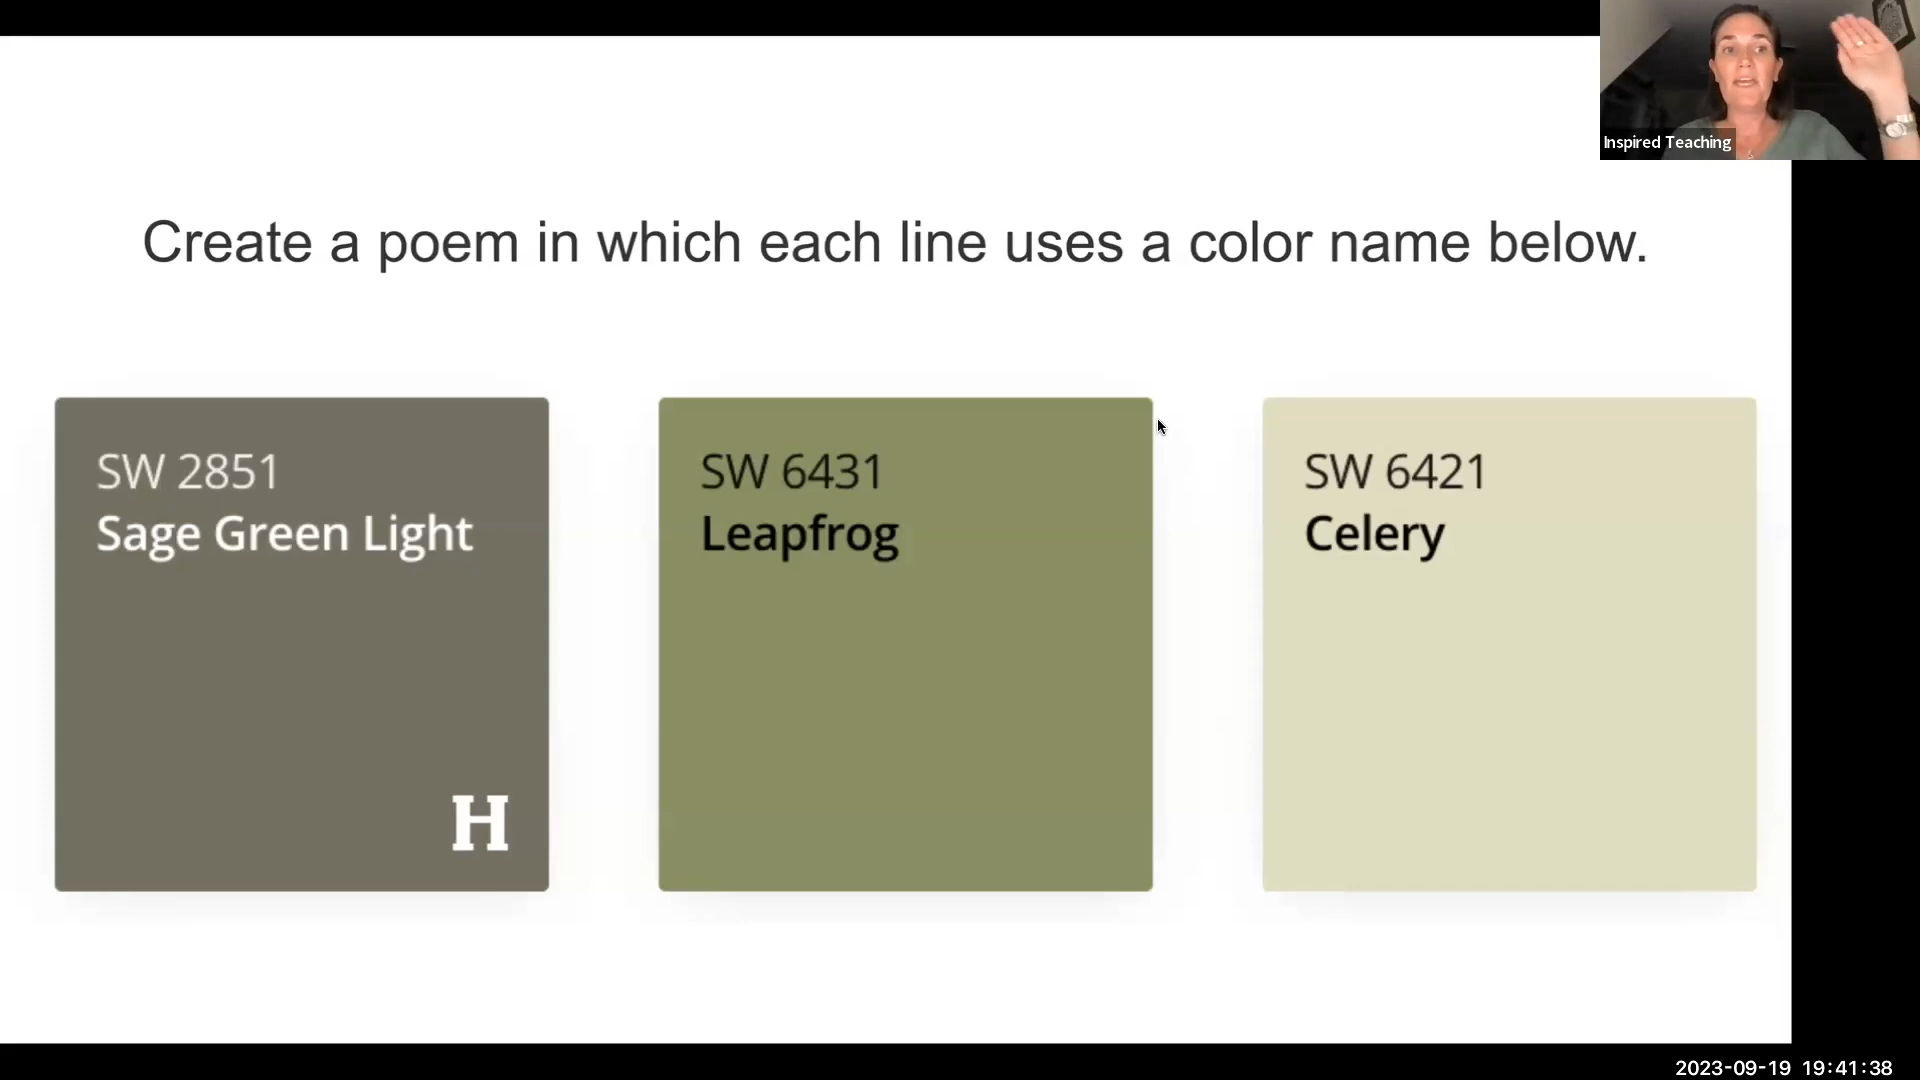 Inspired Teaching
Create a poem in which each line uses a color name below.
SW 2851
Sage Green Light
H
SW 6431
Leapfrog
SW 6421
Celery
2023-09-19 19:41:38